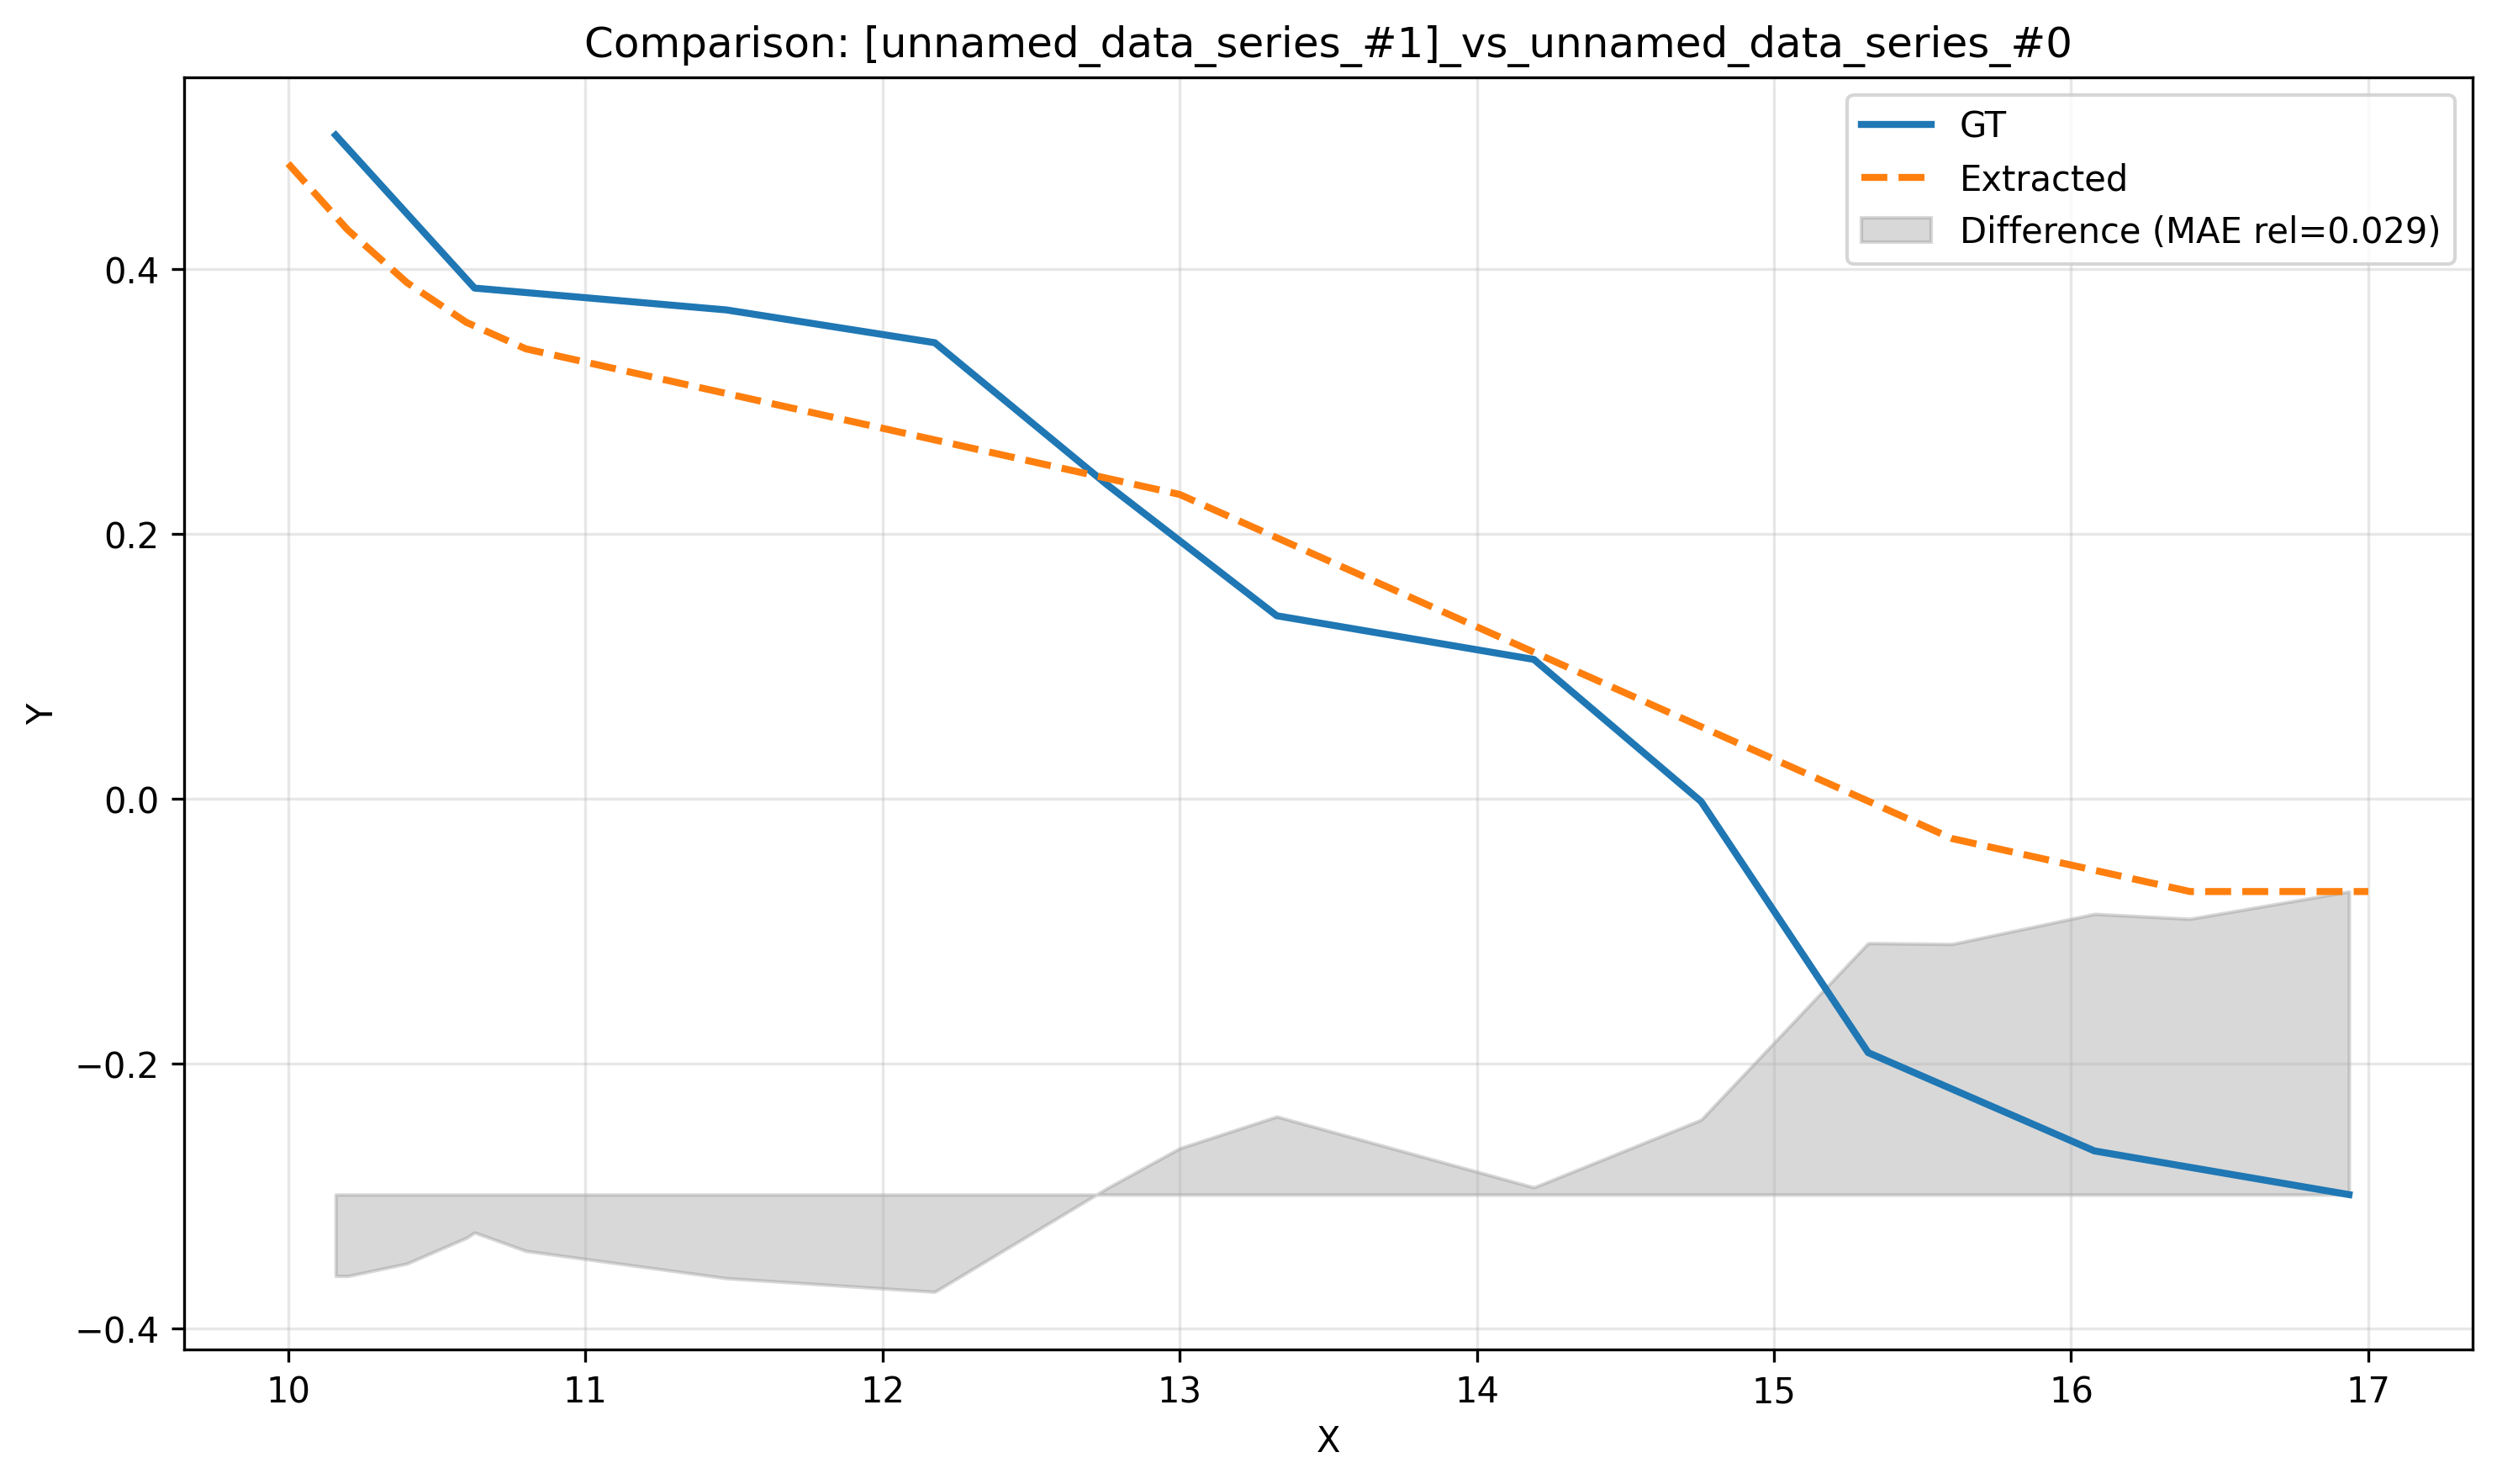 Comparison: [unnamed_data_series_#1]_vs_unnamed_data_series_#0
GT
Extracted
Difference (MAE rel=0.029)
Y
0.4
0.2
0.0
−0.2
−0.4
10 11 12 13 14 15 16 17
X